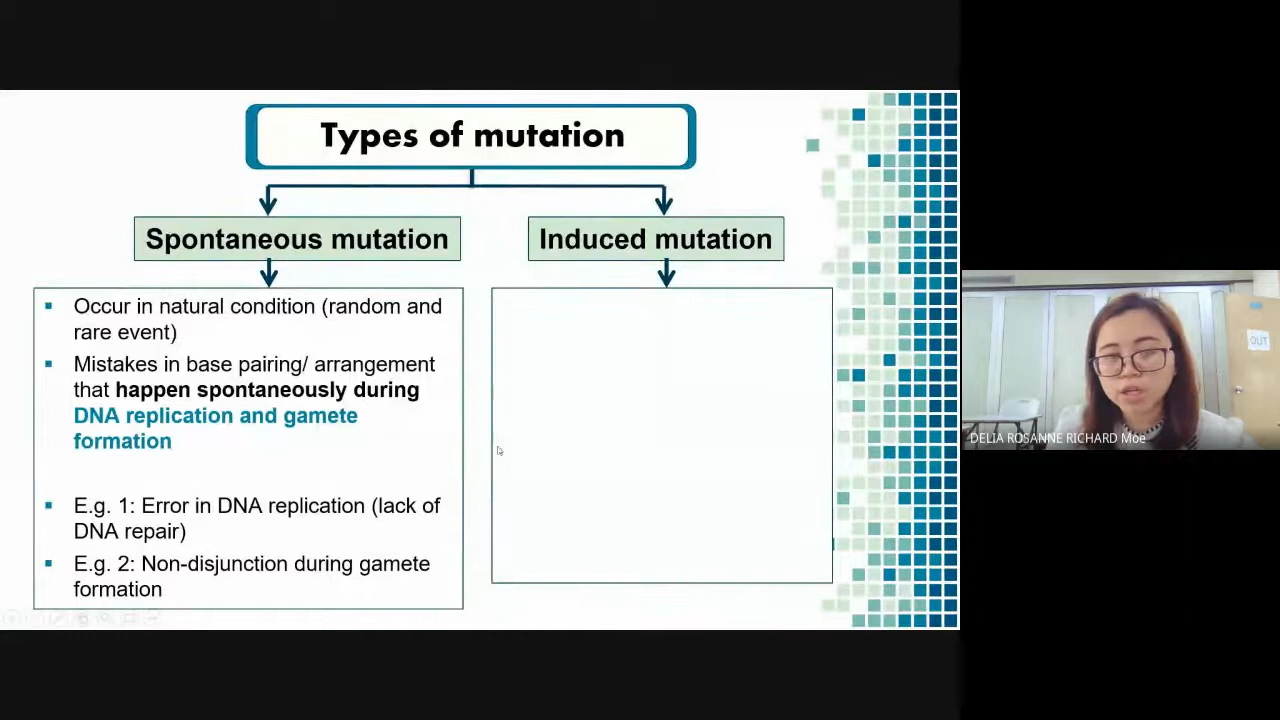 Types of mutation
Spontaneous mutation
Induced mutation
Occur in natural condition (random and
rare event)
Mistakes in base pairing/ arrangement
that happen spontaneously during
DNA replication and gamete
formation
E.g. 1: Error in DNA replication (lack of
DNA repair)
E.g. 2: Non-disjunction during gamete
formation
OUT
DELIA ROSANNE RICHARD Moe